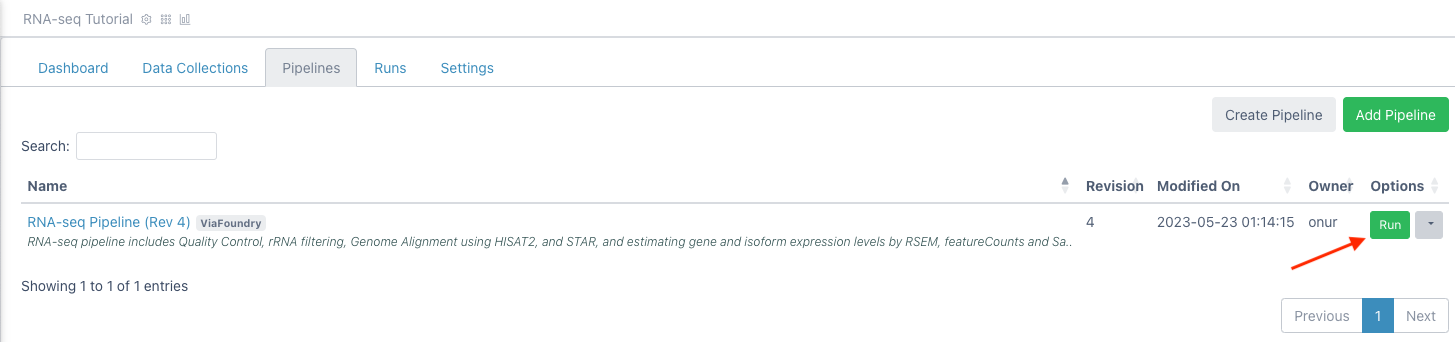 RNA-seq Tutorial
Dashboard Data Collections Pipelines Runs Settings
Create Pipeline Add Pipeline
Search:
Name Revision Modified On Owner Options
RNA-seq Pipeline (Rev 4) ViaFoundry 4 2023-05-23 01:14:15 onur Run
RNA-seq pipeline includes Quality Control, rRNA filtering, Genome Alignment using HISAT2, and STAR, and estimating gene and isoform expression levels by RSEM, featureCounts and Sa..
Showing 1 to 1 of 1 entries
Previous 1 Next